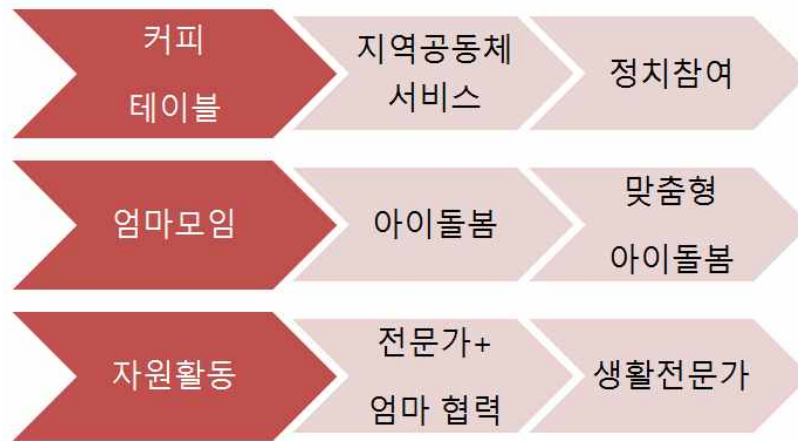 커피
테이블
지역공동체
서비스
정치참여
엄마모임
아이돌봄
맞춤형
아이돌봄
자원활동
전문가+
엄마 협력
생활전문가